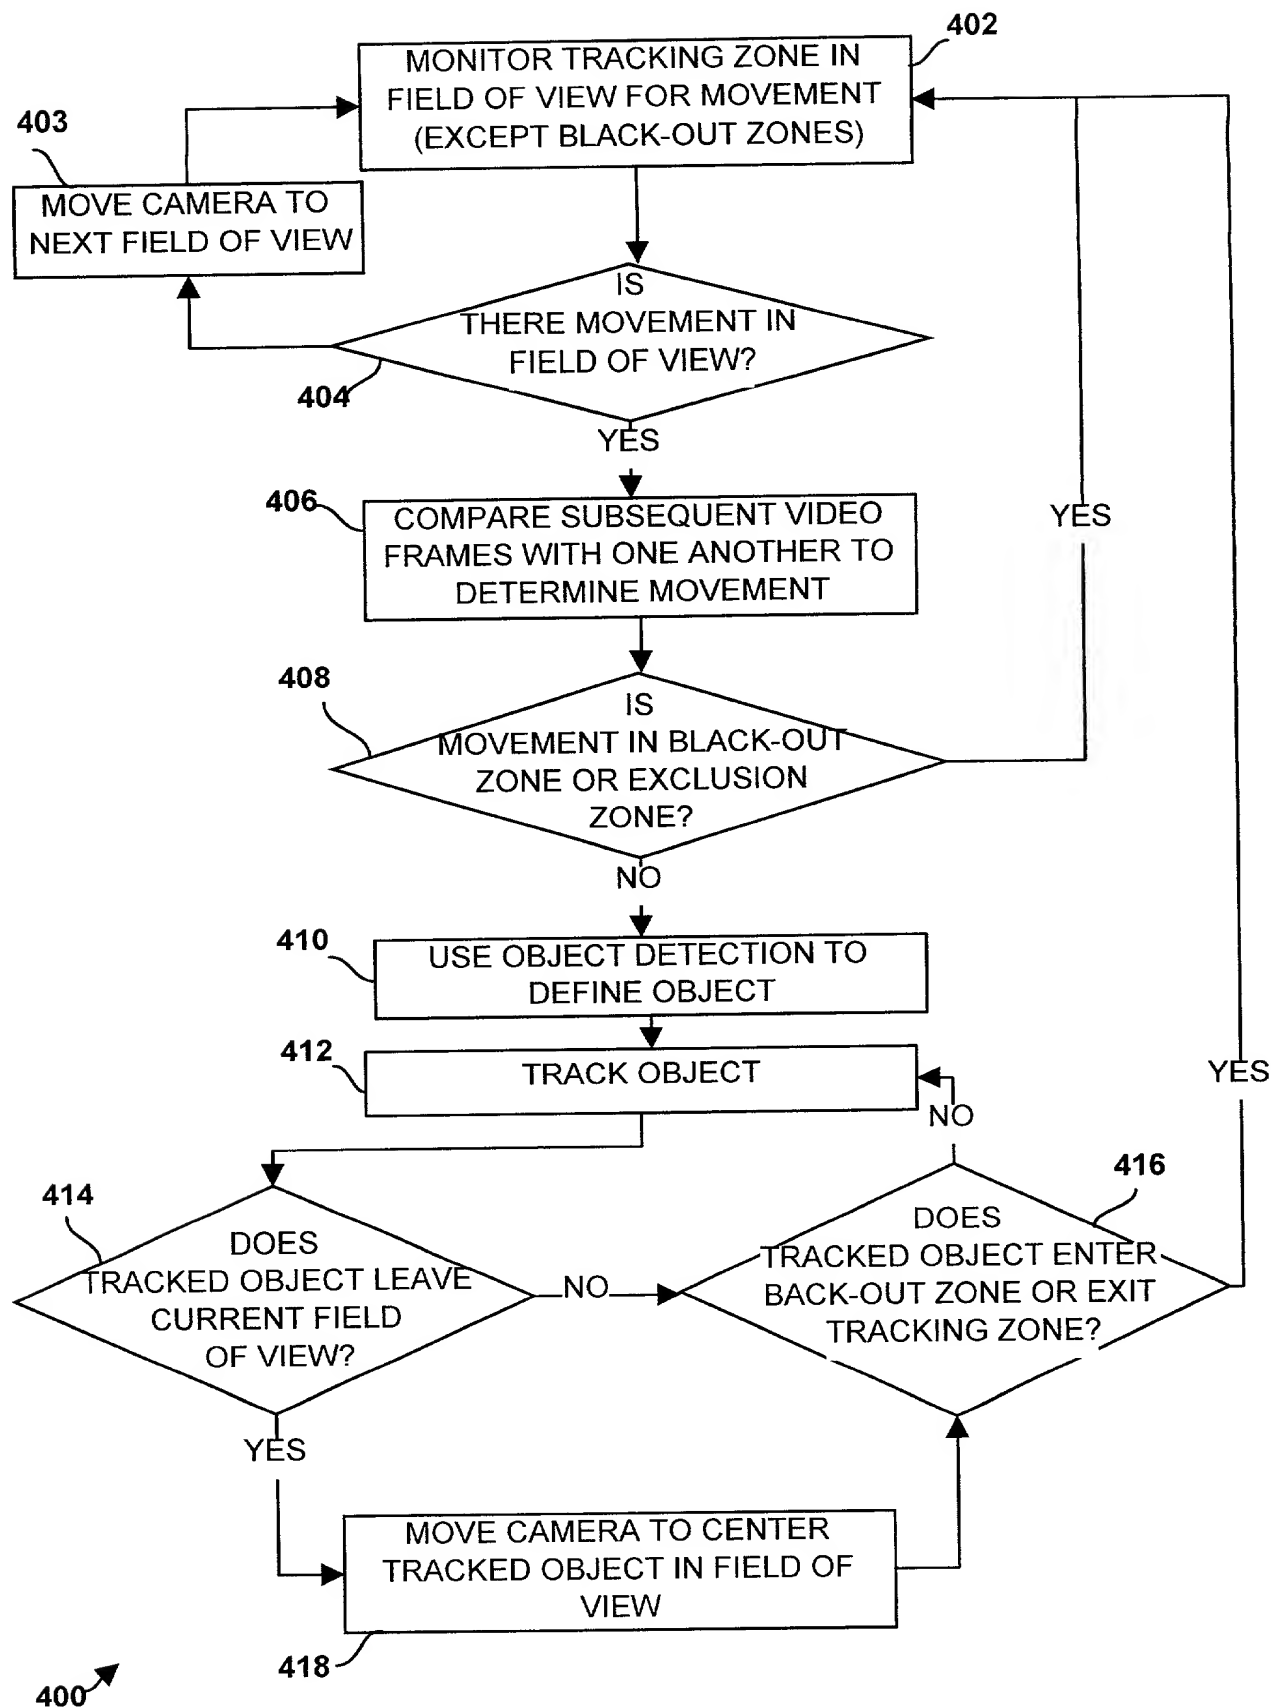 402
MONITOR TRACKING ZONE IN
FIELD OF VIEW FOR MOVEMENT
(EXCEPT BLACK-OUT ZONES)
403
MOVE CAMERA TO
NEXT FIELD OF VIEW
IS
THERE MOVEMENT IN
FIELD OF VIEW?
404
YES
406
COMPARE SUBSEQUENT VIDEO
FRAMES WITH ONE ANOTHER TO
DETERMINE MOVEMENT
YES
408
IS
MOVEMENT IN BLACK-OUT
ZONE OR EXCLUSION
ZONE?
NO
410
USE OBJECT DETECTION TO
DEFINE OBJECT
412
TRACK OBJECT
YES
NO
414
DOES
TRACKED OBJECT LEAVE
CURRENT FIELD
OF VIEW?
NO
416
DOES
TRACKED OBJECT ENTER
BACK-OUT ZONE OR EXIT
TRACKING ZONE?
YES
MOVE CAMERA TO CENTER
TRACKED OBJECT IN FIELD OF
VIEW
418
400